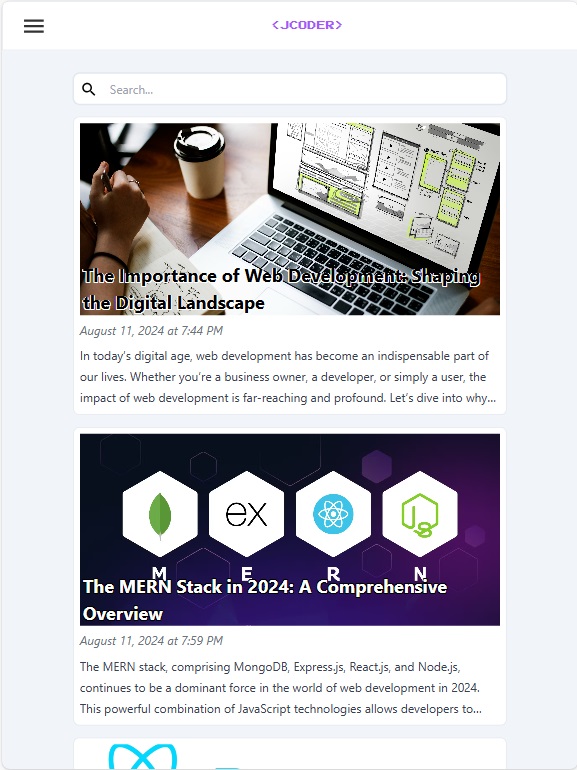 <JCODER>
Search...
The Importance of Web Development: Shaping
the Digital Landscape
August 11, 2024 at 7:44 PM
In today’s digital age, web development has become an indispensable part of
our lives. Whether you’re a business owner, a developer, or simply a user, the
impact of web development is far-reaching and profound. Let’s dive into why...
ex
JS
M E R N
The MERN Stack in 2024: A Comprehensive
Overview
August 11, 2024 at 7:59 PM
The MERN stack, comprising MongoDB, Express.js, React.js, and Node.js,
continues to be a dominant force in the world of web development in 2024.
This powerful combination of JavaScript technologies allows developers to...